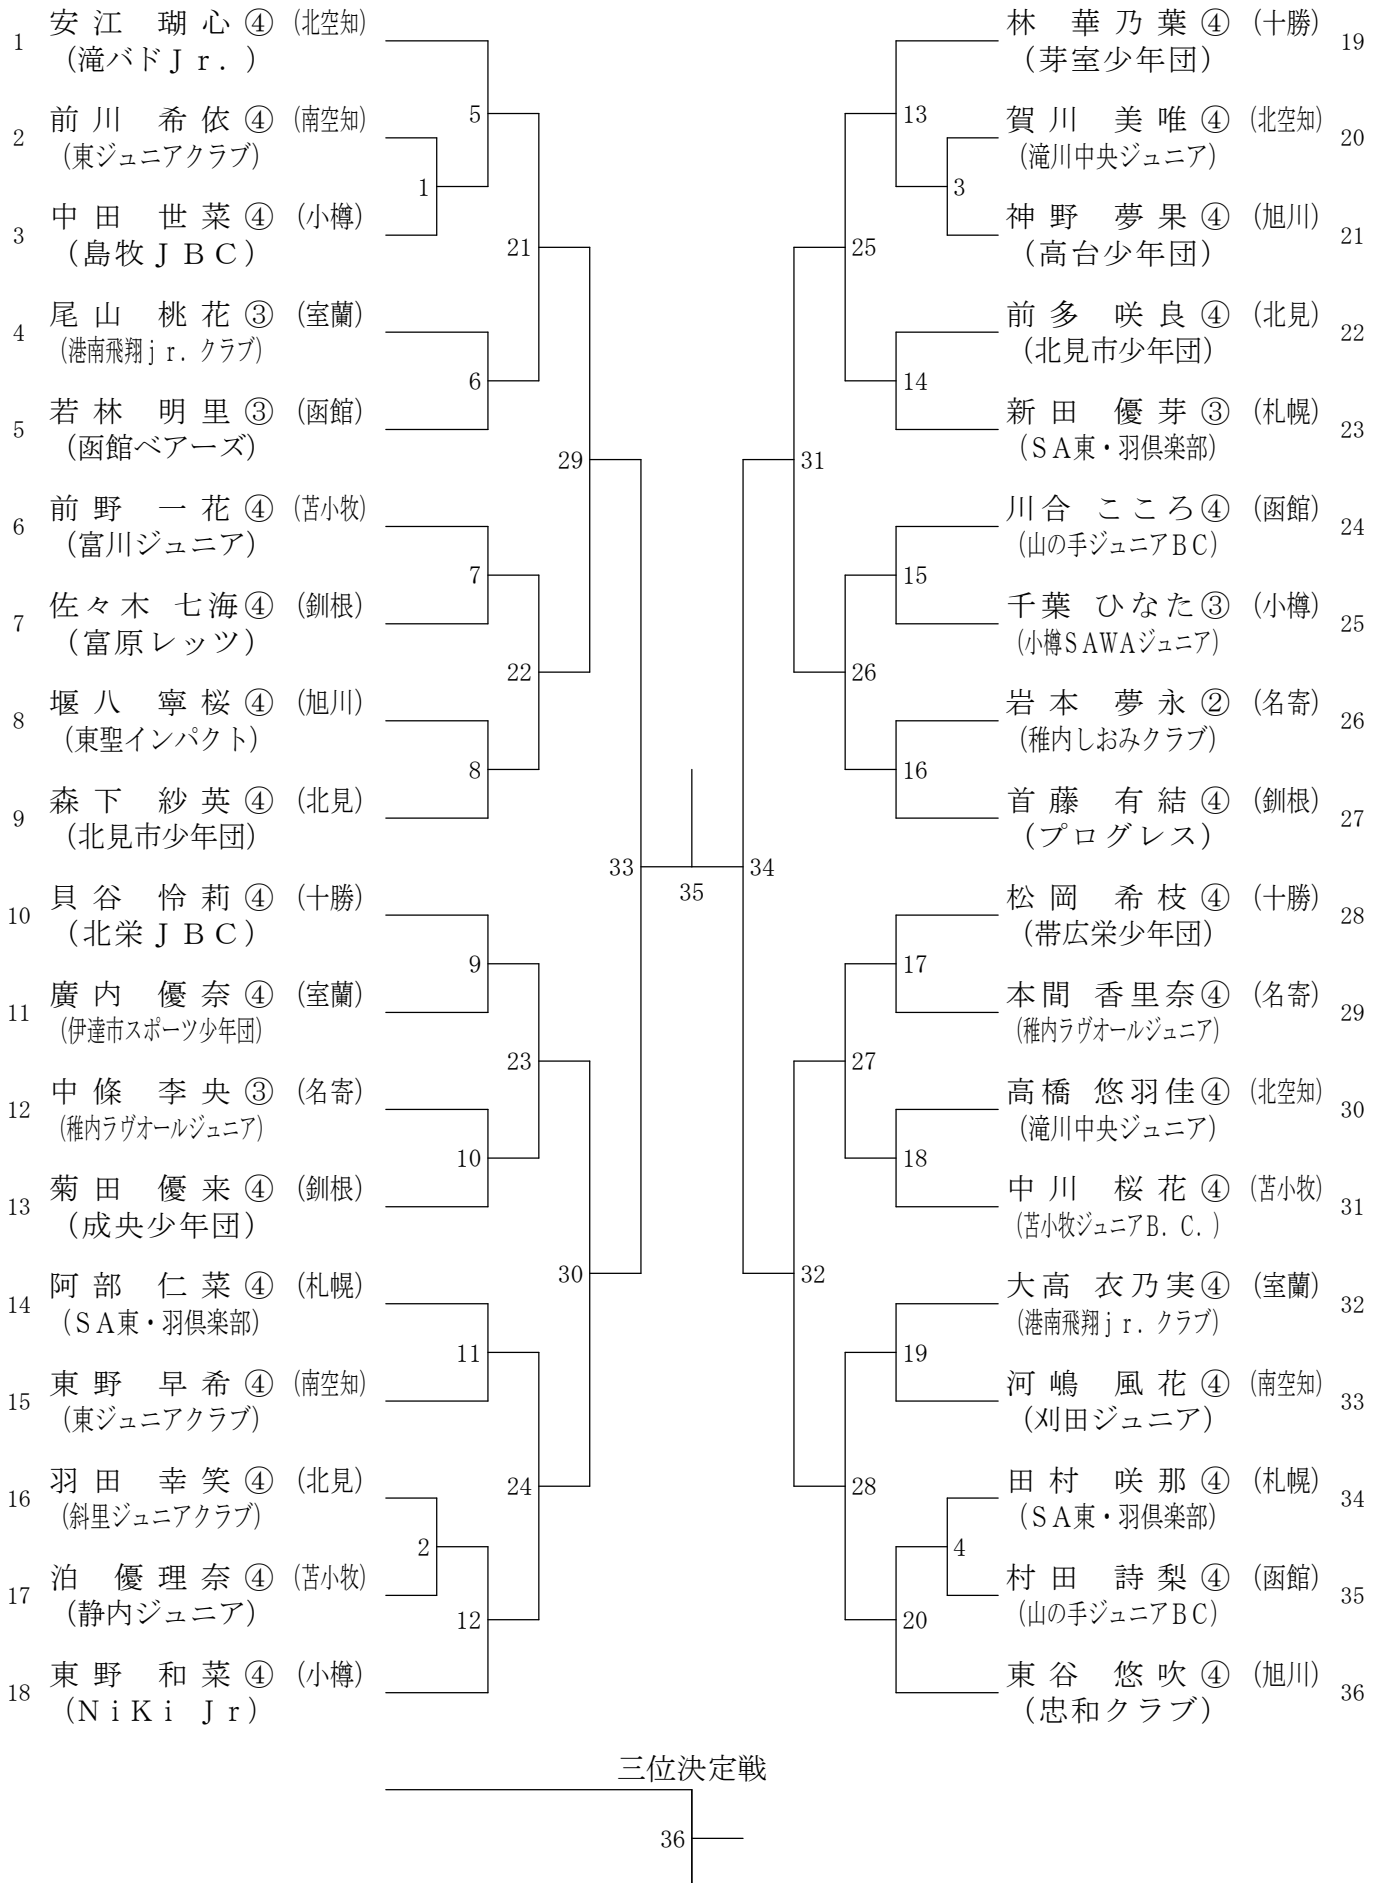 1 安江 瑚心④ (北空知)
(滝バドＪｒ．)
2 前川 希依④ (南空知)
(東ジュニアクラブ)
3 中田 世菜④ (小樽)
(島牧ＪＢＣ)
4 尾山 桃花③ (室蘭)
(港南飛翔ｊｒ．クラブ)
5 若林 明里③ (函館)
(函館ベアーズ)
6 前野 一花④ (苫小牧)
(富川ジュニア)
7 佐々木 七海④ (釧根)
(富原レッツ)
8 堰八 寧桜④ (旭川)
(東聖インパクト)
9 森下 紗英④ (北見)
(北見市少年団)
10 貝谷 怜莉④ (十勝)
(北栄ＪＢＣ)
11 廣内 優奈④ (室蘭)
(伊達市スポーツ少年団)
12 中條 李央③ (名寄)
(稚内ラヴオールジュニア)
13 菊田 優来④ (釧根)
(成央少年団)
14 阿部 仁菜④ (札幌)
(ＳＡ東・羽倶楽部)
15 東野 早希④ (南空知)
(東ジュニアクラブ)
16 羽田 幸笑④ (北見)
(斜里ジュニアクラブ)
17 泊 優理奈④ (苫小牧)
(静内ジュニア)
18 東野 和菜④ (小樽)
(ＮｉＫｉ Ｊｒ)
1
2
5
6
7
8
9
10
11
12
21
22
23
24
29
30
33
35
34
31
32
25
26
27
28
13
14
15
16
17
18
19
20
3
4
林 華乃葉④ (十勝) 19
(芽室少年団)
賀川 美唯④ (北空知) 20
(滝川中央ジュニア)
神野 夢果④ (旭川) 21
(高台少年団)
前多 咲良④ (北見) 22
(北見市少年団)
新田 優芽③ (札幌) 23
(ＳＡ東・羽倶楽部)
川合 こころ④ (函館) 24
(山の手ジュニアＢＣ)
千葉 ひなた③ (小樽) 25
(小樽ＳＡＷＡジュニア)
岩本 夢永② (名寄) 26
(稚内しおみクラブ)
首藤 有結④ (釧根) 27
(プログレス)
松岡 希枝④ (十勝) 28
(帯広栄少年団)
本間 香里奈④ (名寄) 29
(稚内ラヴオールジュニア)
高橋 悠羽佳④ (北空知) 30
(滝川中央ジュニア)
中川 桜花④ (苫小牧) 31
(苫小牧ジュニアＢ．Ｃ．)
大高 衣乃実④ (室蘭) 32
(港南飛翔ｊｒ．クラブ)
河嶋 風花④ (南空知) 33
(刈田ジュニア)
田村 咲那④ (札幌) 34
(ＳＡ東・羽倶楽部)
村田 詩梨④ (函館) 35
(山の手ジュニアＢＣ)
東谷 悠吹④ (旭川) 36
(忠和クラブ)
三位決定戦
36